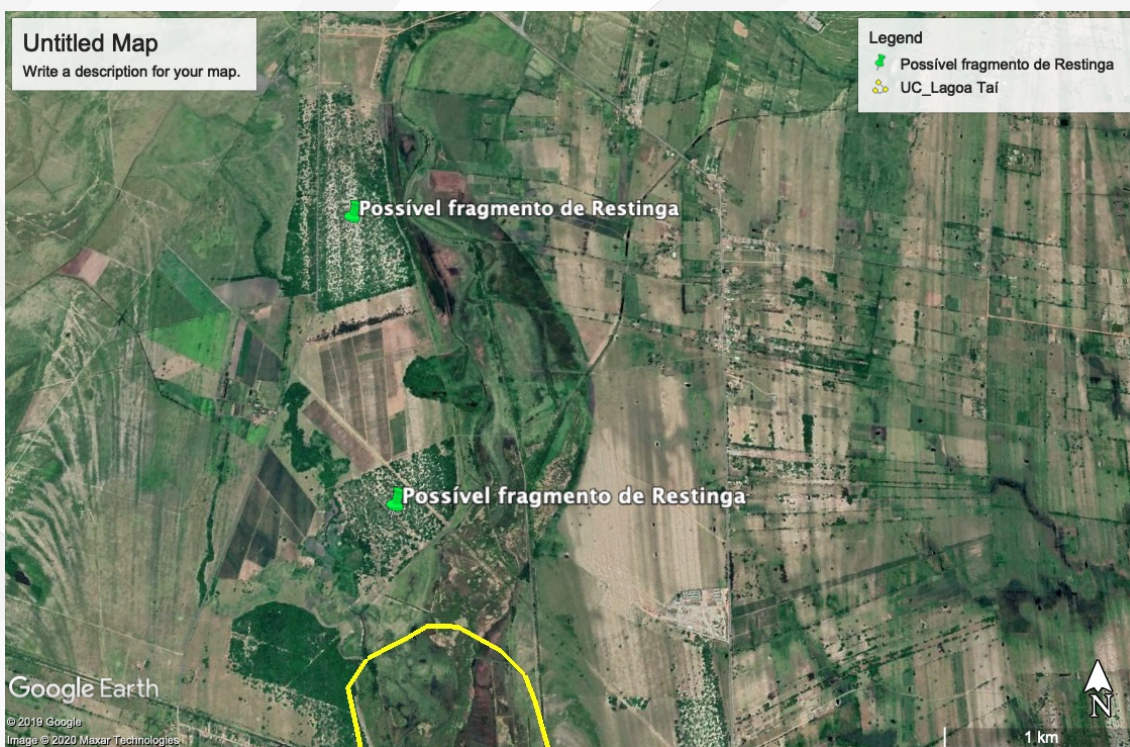 Untitled Map
Write a description for your map.
Legend
Possível fragmento de Restinga
UC_Lagoa Taí
Possível fragmento de Restinga
Possível fragmento de Restinga
Google Earth
© 2019 Google
Image © 2020 Maxar Technologies
N
1 km